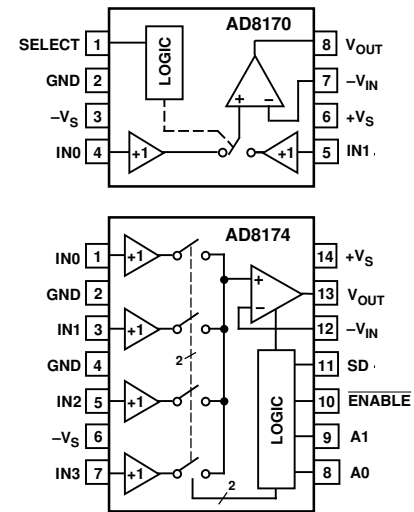 AD8170
SELECT 1 LOGIC 8 VOUT
GND 2 7 –VIN
–VS 3 + – 6 +VS
IN0 4 +1 +1 5 IN1
AD8174
IN0 1 +1 14 +VS
GND 2 + 13 VOUT
IN1 3 +1 – 12 –VIN
GND 4 2 11 SD
IN2 5 +1 LOGIC 10 ENABLE
–VS 6 9 A1
IN3 7 +1 2 8 A0